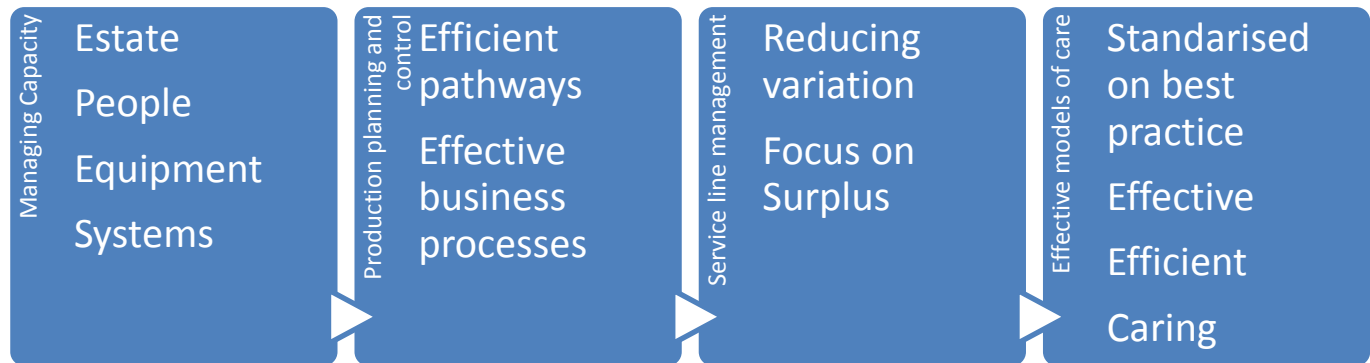 Managing Capacity
Estate
People
Equipment
Systems
Production planning and
control
Efficient
pathways
Effective
business
processes
Service line management
Reducing
variation
Focus on
Surplus
Effective models of care
Standarised
on best
practice
Effective
Efficient
Caring